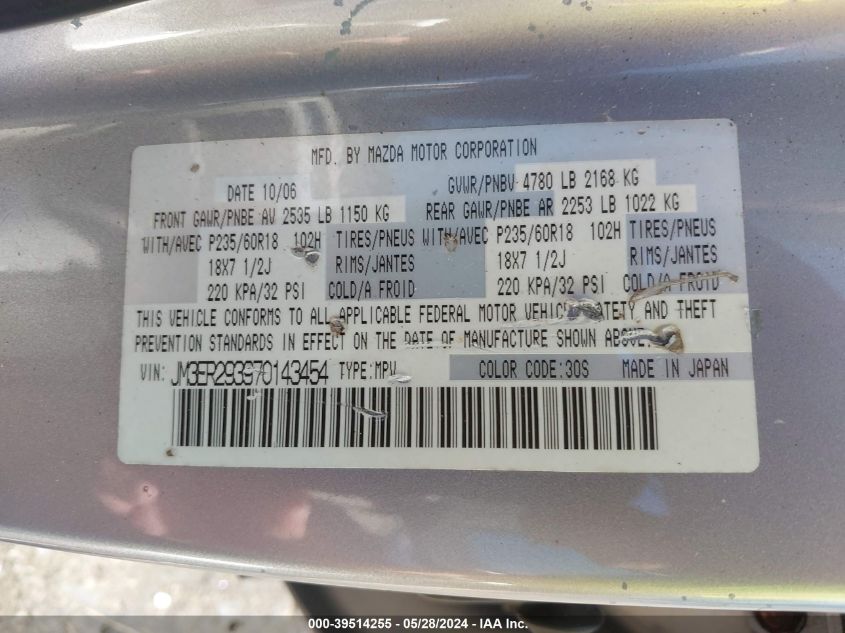 MFD. BY MAZDA MOTOR CORPORATION
DATE 10/06 GVWR/PNBV 4780 LB 2168 KG
FRONT GAWR/PNBE AV 2535 LB 1150 KG REAR GAWR/PNBE AR 2253 LB 1022 KG
WITH/AVEC P235/60R18 102H TIRES/PNEUS WITH/AVEC P235/60R18 102H TIRES/PNEUS
18X7 1/2J RIMS/JANTES 18X7 1/2J RIMS/JANTES
220 KPA/32 PSI COLD/A FROID 220 KPA/32 PSI COLD/A FROID
THIS VEHICLE CONFORMS TO ALL APPLICABLE FEDERAL MOTOR VEHICLE SAFETY AND THEFT
PREVENTION STANDARDS IN EFFECT ON THE DATE OF MANUFACTURE SHOWN ABOVE.
VIN: JM3ER293970143454 TYPE:MPV COLOR CODE:30S MADE IN JAPAN
000-39514255 - 05/28/2024 - IAA Inc.